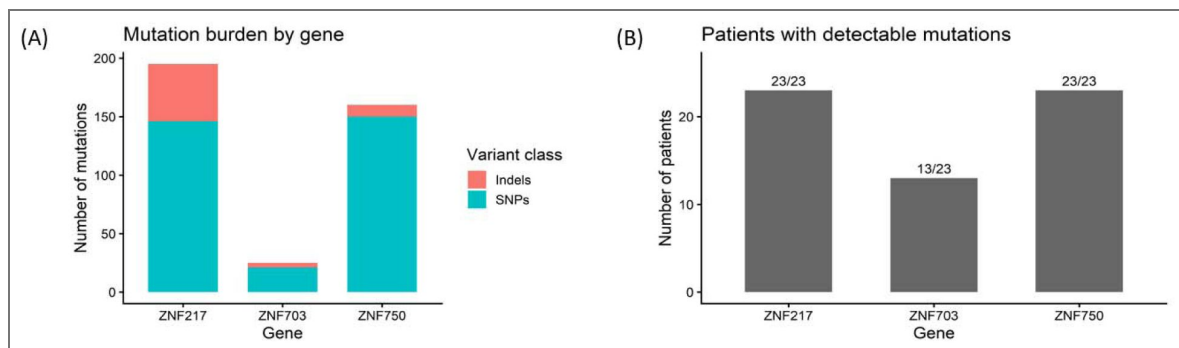 (A)
Mutation burden by gene
Number of mutations
200
150
100
50
0
ZNF217
ZNF703
ZNF750
Gene
Variant class
Indels
SNPs
(B)
Patients with detectable mutations
Number of patients
20
10
0
23/23
13/23
23/23
ZNF217
ZNF703
ZNF750
Gene